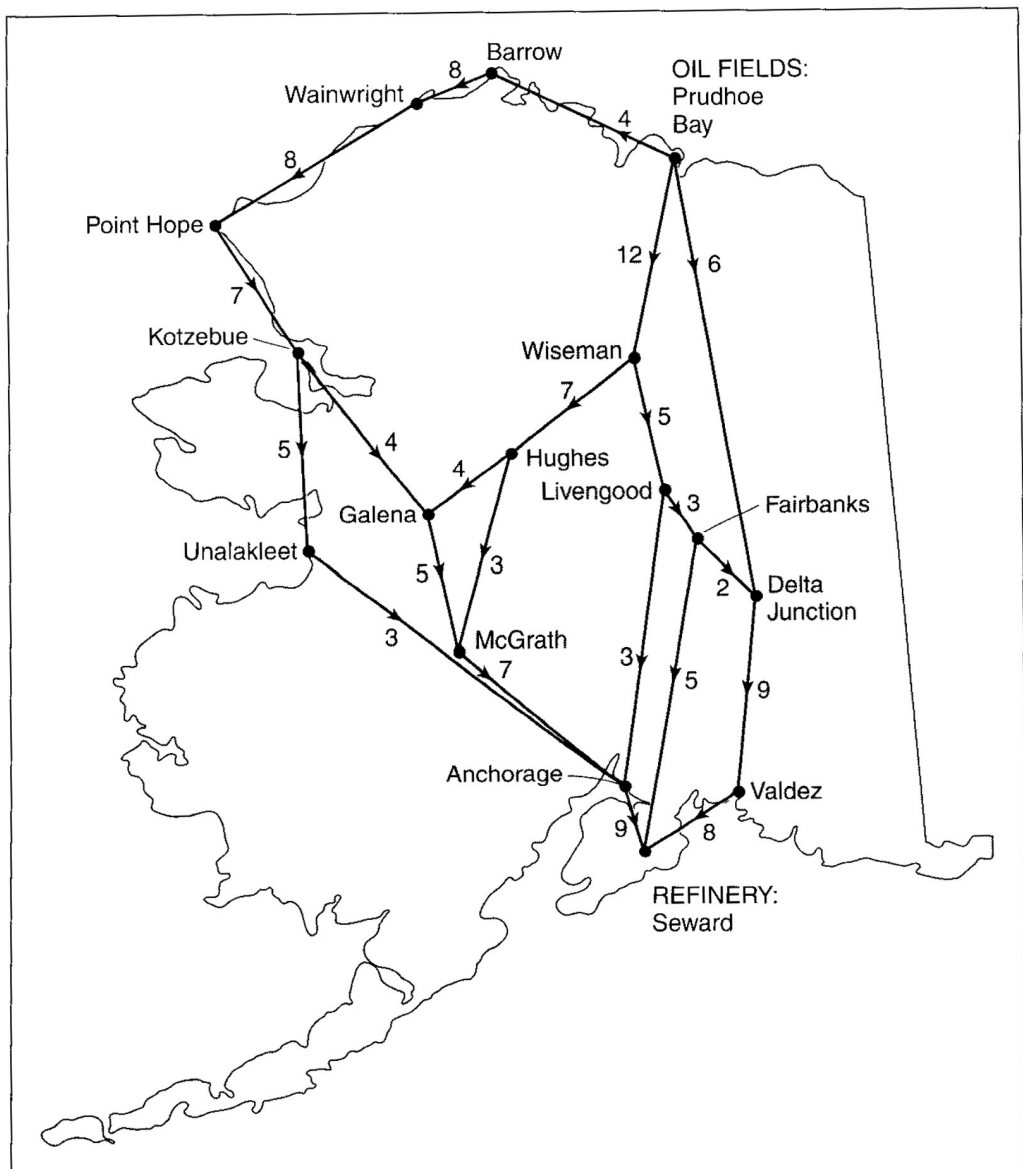 Barrow
8
Wainwright
OIL FIELDS:
Prudhoe
Bay
4
8
Point Hope
12
6
7
Kotzebue
Wiseman
7
5
4
5
Hughes
4
Livengood
3
Fairbanks
Galena
Unalakleet
5
3
2
Delta
Junction
3
McGrath
7
3
5
9
Anchorage
Valdez
9
8
REFINERY:
Seward